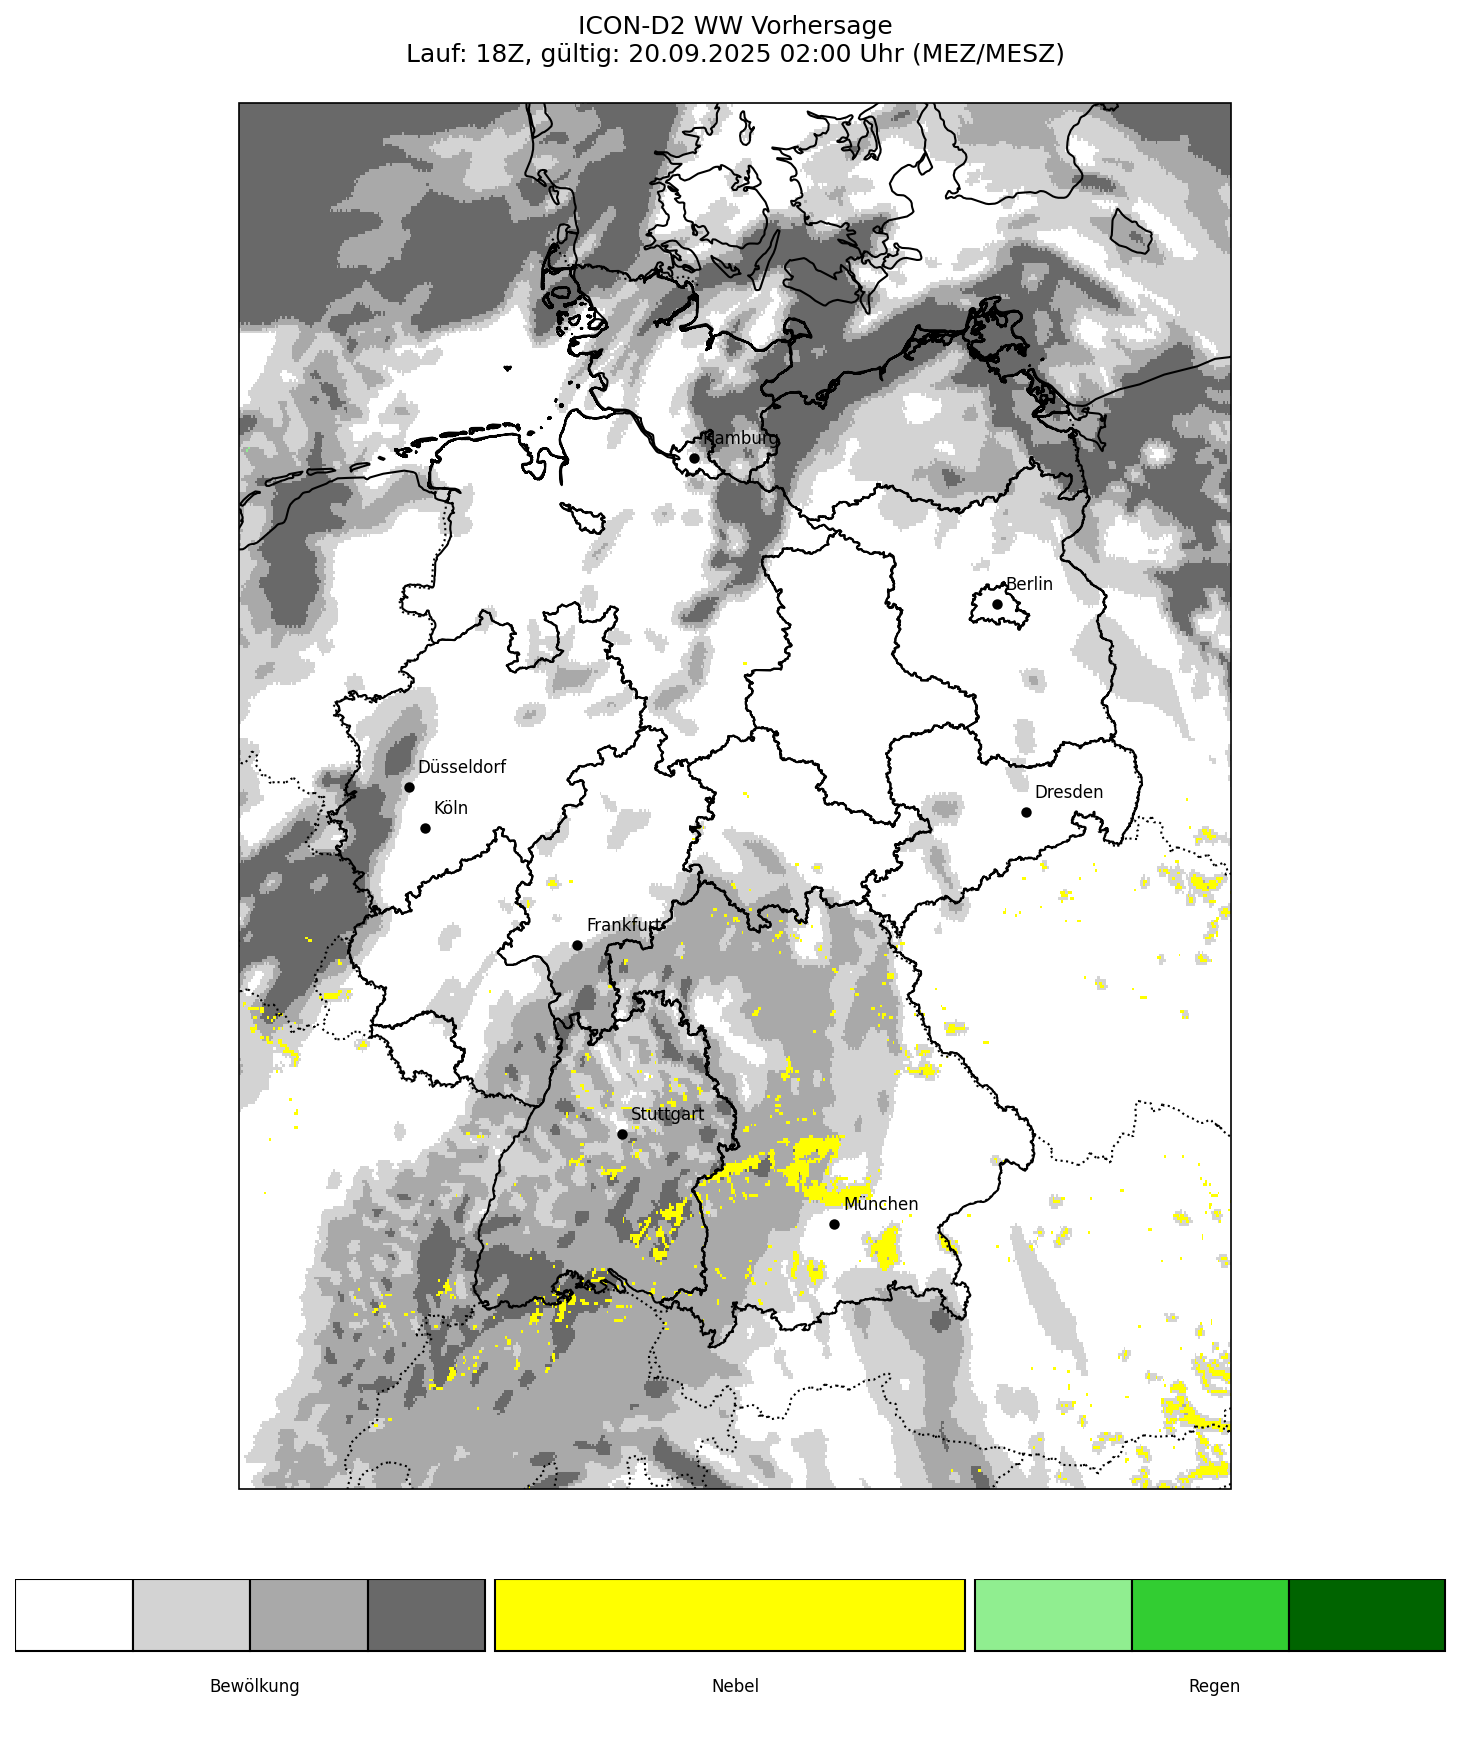 ICON-D2 WW Vorhersage
Lauf: 18Z, gültig: 20.09.2025 02:00 Uhr (MEZ/MESZ)
Hamburg
Berlin
Düsseldorf
Dresden
Köln
Frankfurt
Stuttgart
München
Bewölkung
Nebel
Regen